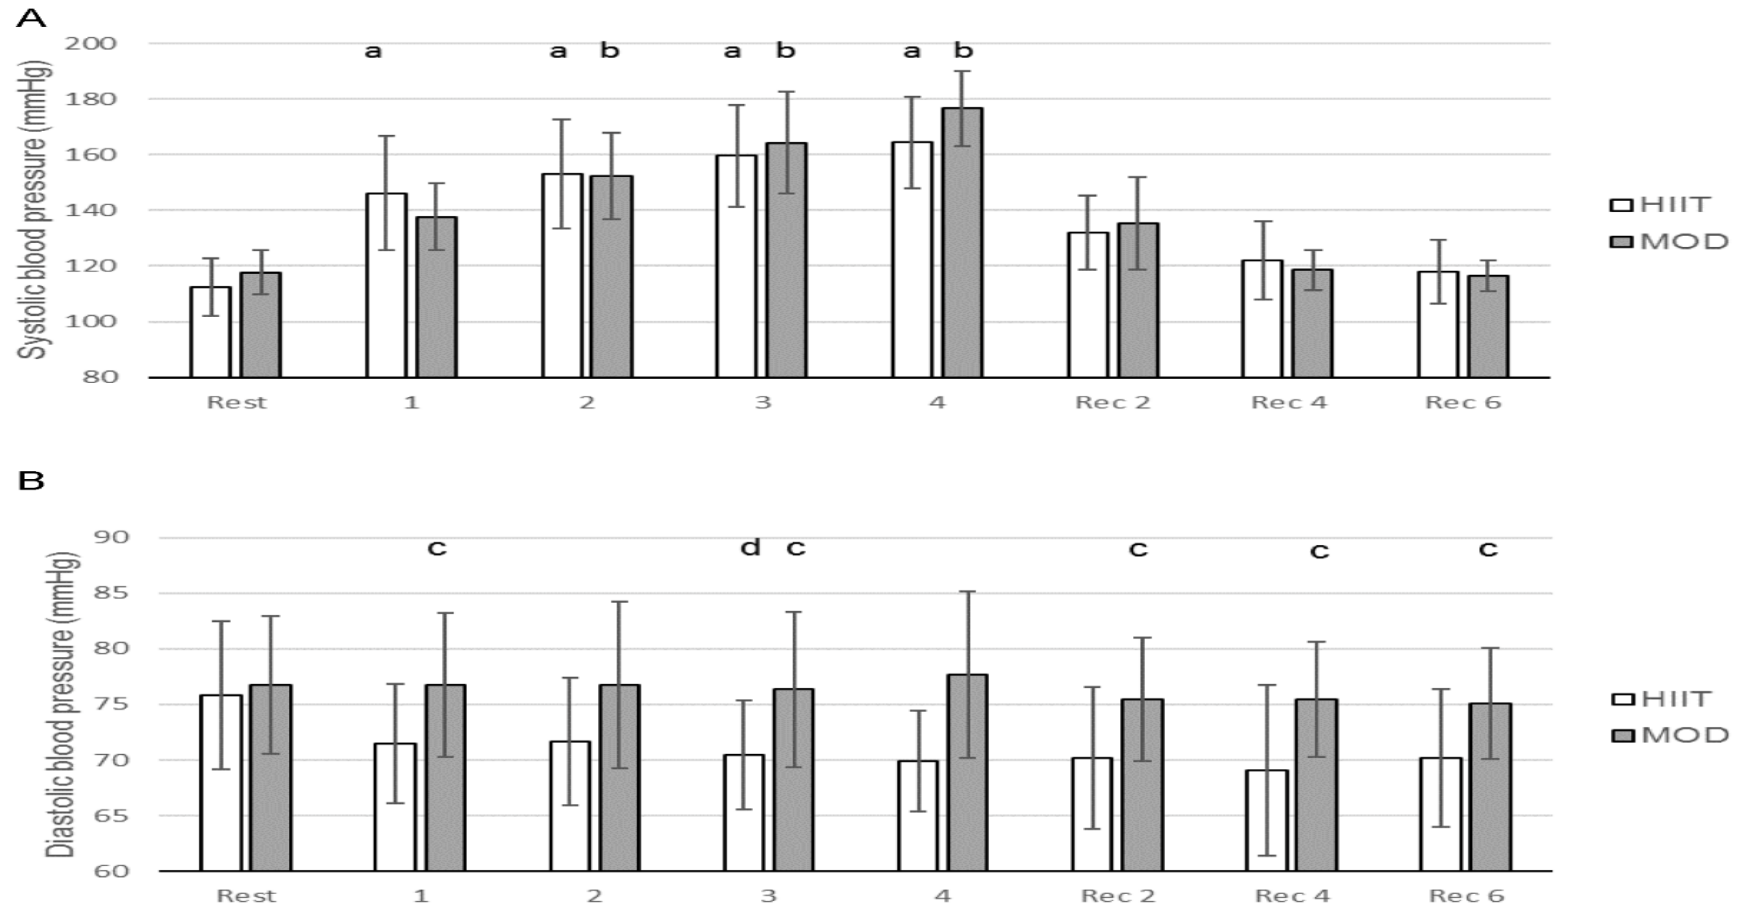 A
Systolic blood pressure (mmHg)
200
180
160
140
120
100
80
a a b a b a b
Rest 1 2 3 4 Rec 2 Rec 4 Rec 6
HIIT
MOD
B
Diastolic blood pressure (mmHg)
90
85
80
75
70
65
60
c d c c c c
Rest 1 2 3 4 Rec 2 Rec 4 Rec 6
HIIT
MOD